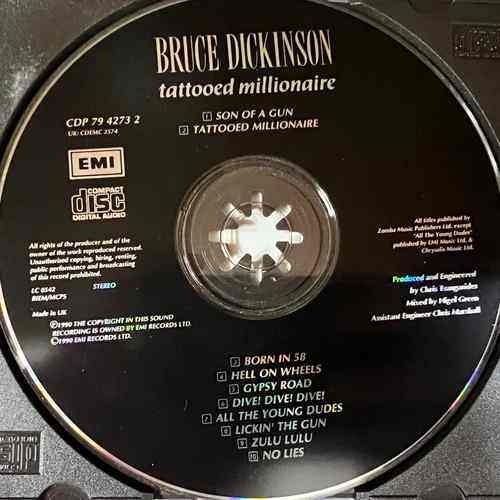 BRUCE DICKINSON
tattooed millionaire
CDP 79 4273 2
UK: CDEMC 3574
1 SON OF A GUN
2 TATTOOED MILLIONAIRE
EMI
COMPACT
disc
DIGITAL AUDIO
All rights of the producer and of the
owner of the work reproduced reserved.
Unauthorised copying, hiring, renting,
public performance and broadcasting
of this record prohibited.
LC 0542
BIEM/MCPS
STEREO
Made in UK
℗1990 THE COPYRIGHT IN THIS SOUND
RECORDING IS OWNED BY EMI RECORDS LTD.
©1990 EMI RECORDS LTD.
All titles published by
Zomba Music Publishers Ltd. except
"All The Young Dudes"
published by EMI Music Ltd, &
Chrysalis Music Ltd.
Produced and Engineered
by Chris Tsangarides
Mixed by Nigel Green
Assistant Engineer Chris Marshall
3 BORN IN 58
4 HELL ON WHEELS
5 GYPSY ROAD
6 DIVE! DIVE! DIVE!
7 ALL THE YOUNG DUDES
8 LICKIN' THE GUN
9 ZULU LULU
10 NO LIES